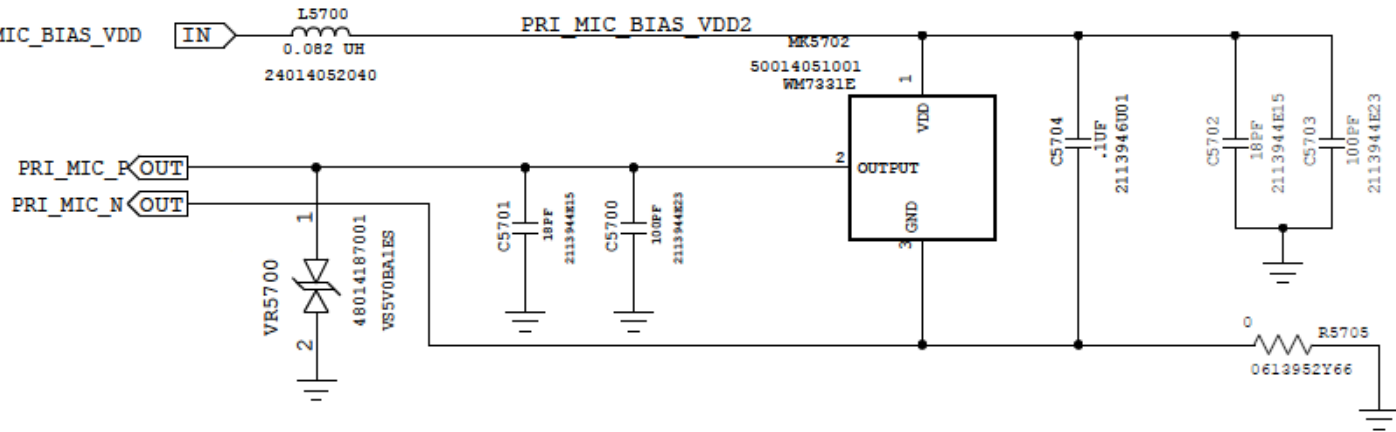 MIC_BIAS_VDD
IN
L5700
0.082 UH
24014052040
PRI_MIC_BIAS_VDD2
MK5702
50014051001
WM7331E
1
VDD
2
OUTPUT
GND
3
PRI_MIC_P
OUT
PRI_MIC_N
OUT
1
VR5700
48014187001
VS5V0BA1ES
2
C5701
18PF
2113944E15
C5700
100PF
2113944E23
C5704
.1UF
2113946U01
C5702
18PF
2113944E15
C5703
100PF
2113944E23
0
R5705
0613952Y66